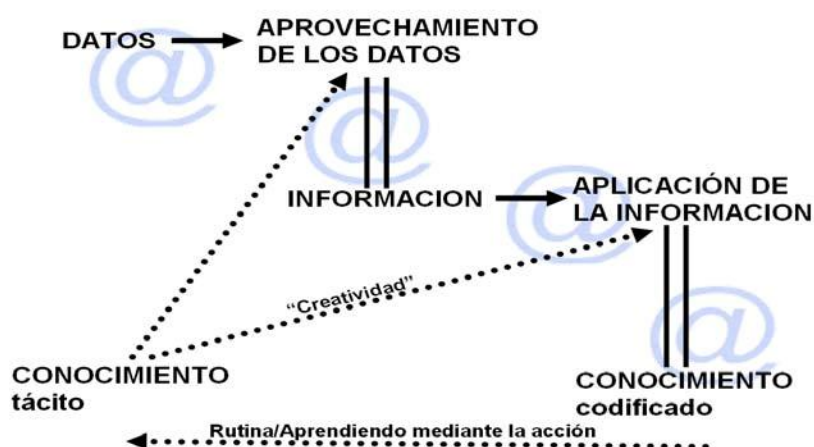 DATOS
APROVECHAMIENTO
DE LOS DATOS
INFORMACION
APLICACIÓN DE
LA INFORMACION
“Creatividad”
CONOCIMIENTO
tácito
CONOCIMIENTO
codificado
Rutina/Aprendiendo mediante la acción
@
@
@
@